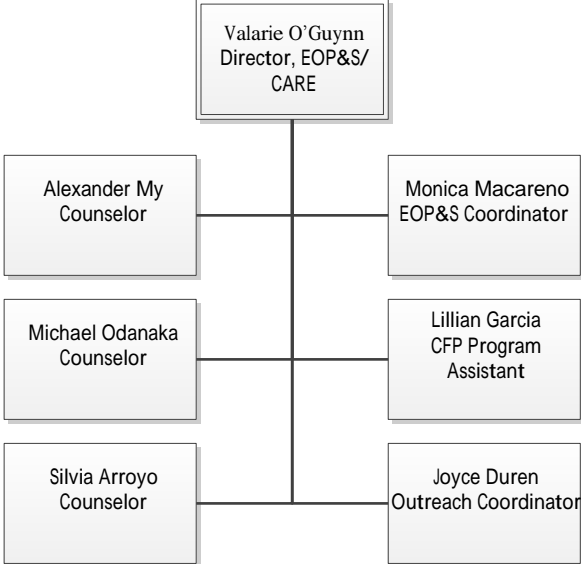 Valarie O’Guynn
Director, EOP&S/
CARE
Alexander My
Counselor
Monica Macareno
EOP&S Coordinator
Michael Odanaka
Counselor
Lillian Garcia
CFP Program
Assistant
Silvia Arroyo
Counselor
Joyce Duren
Outreach Coordinator